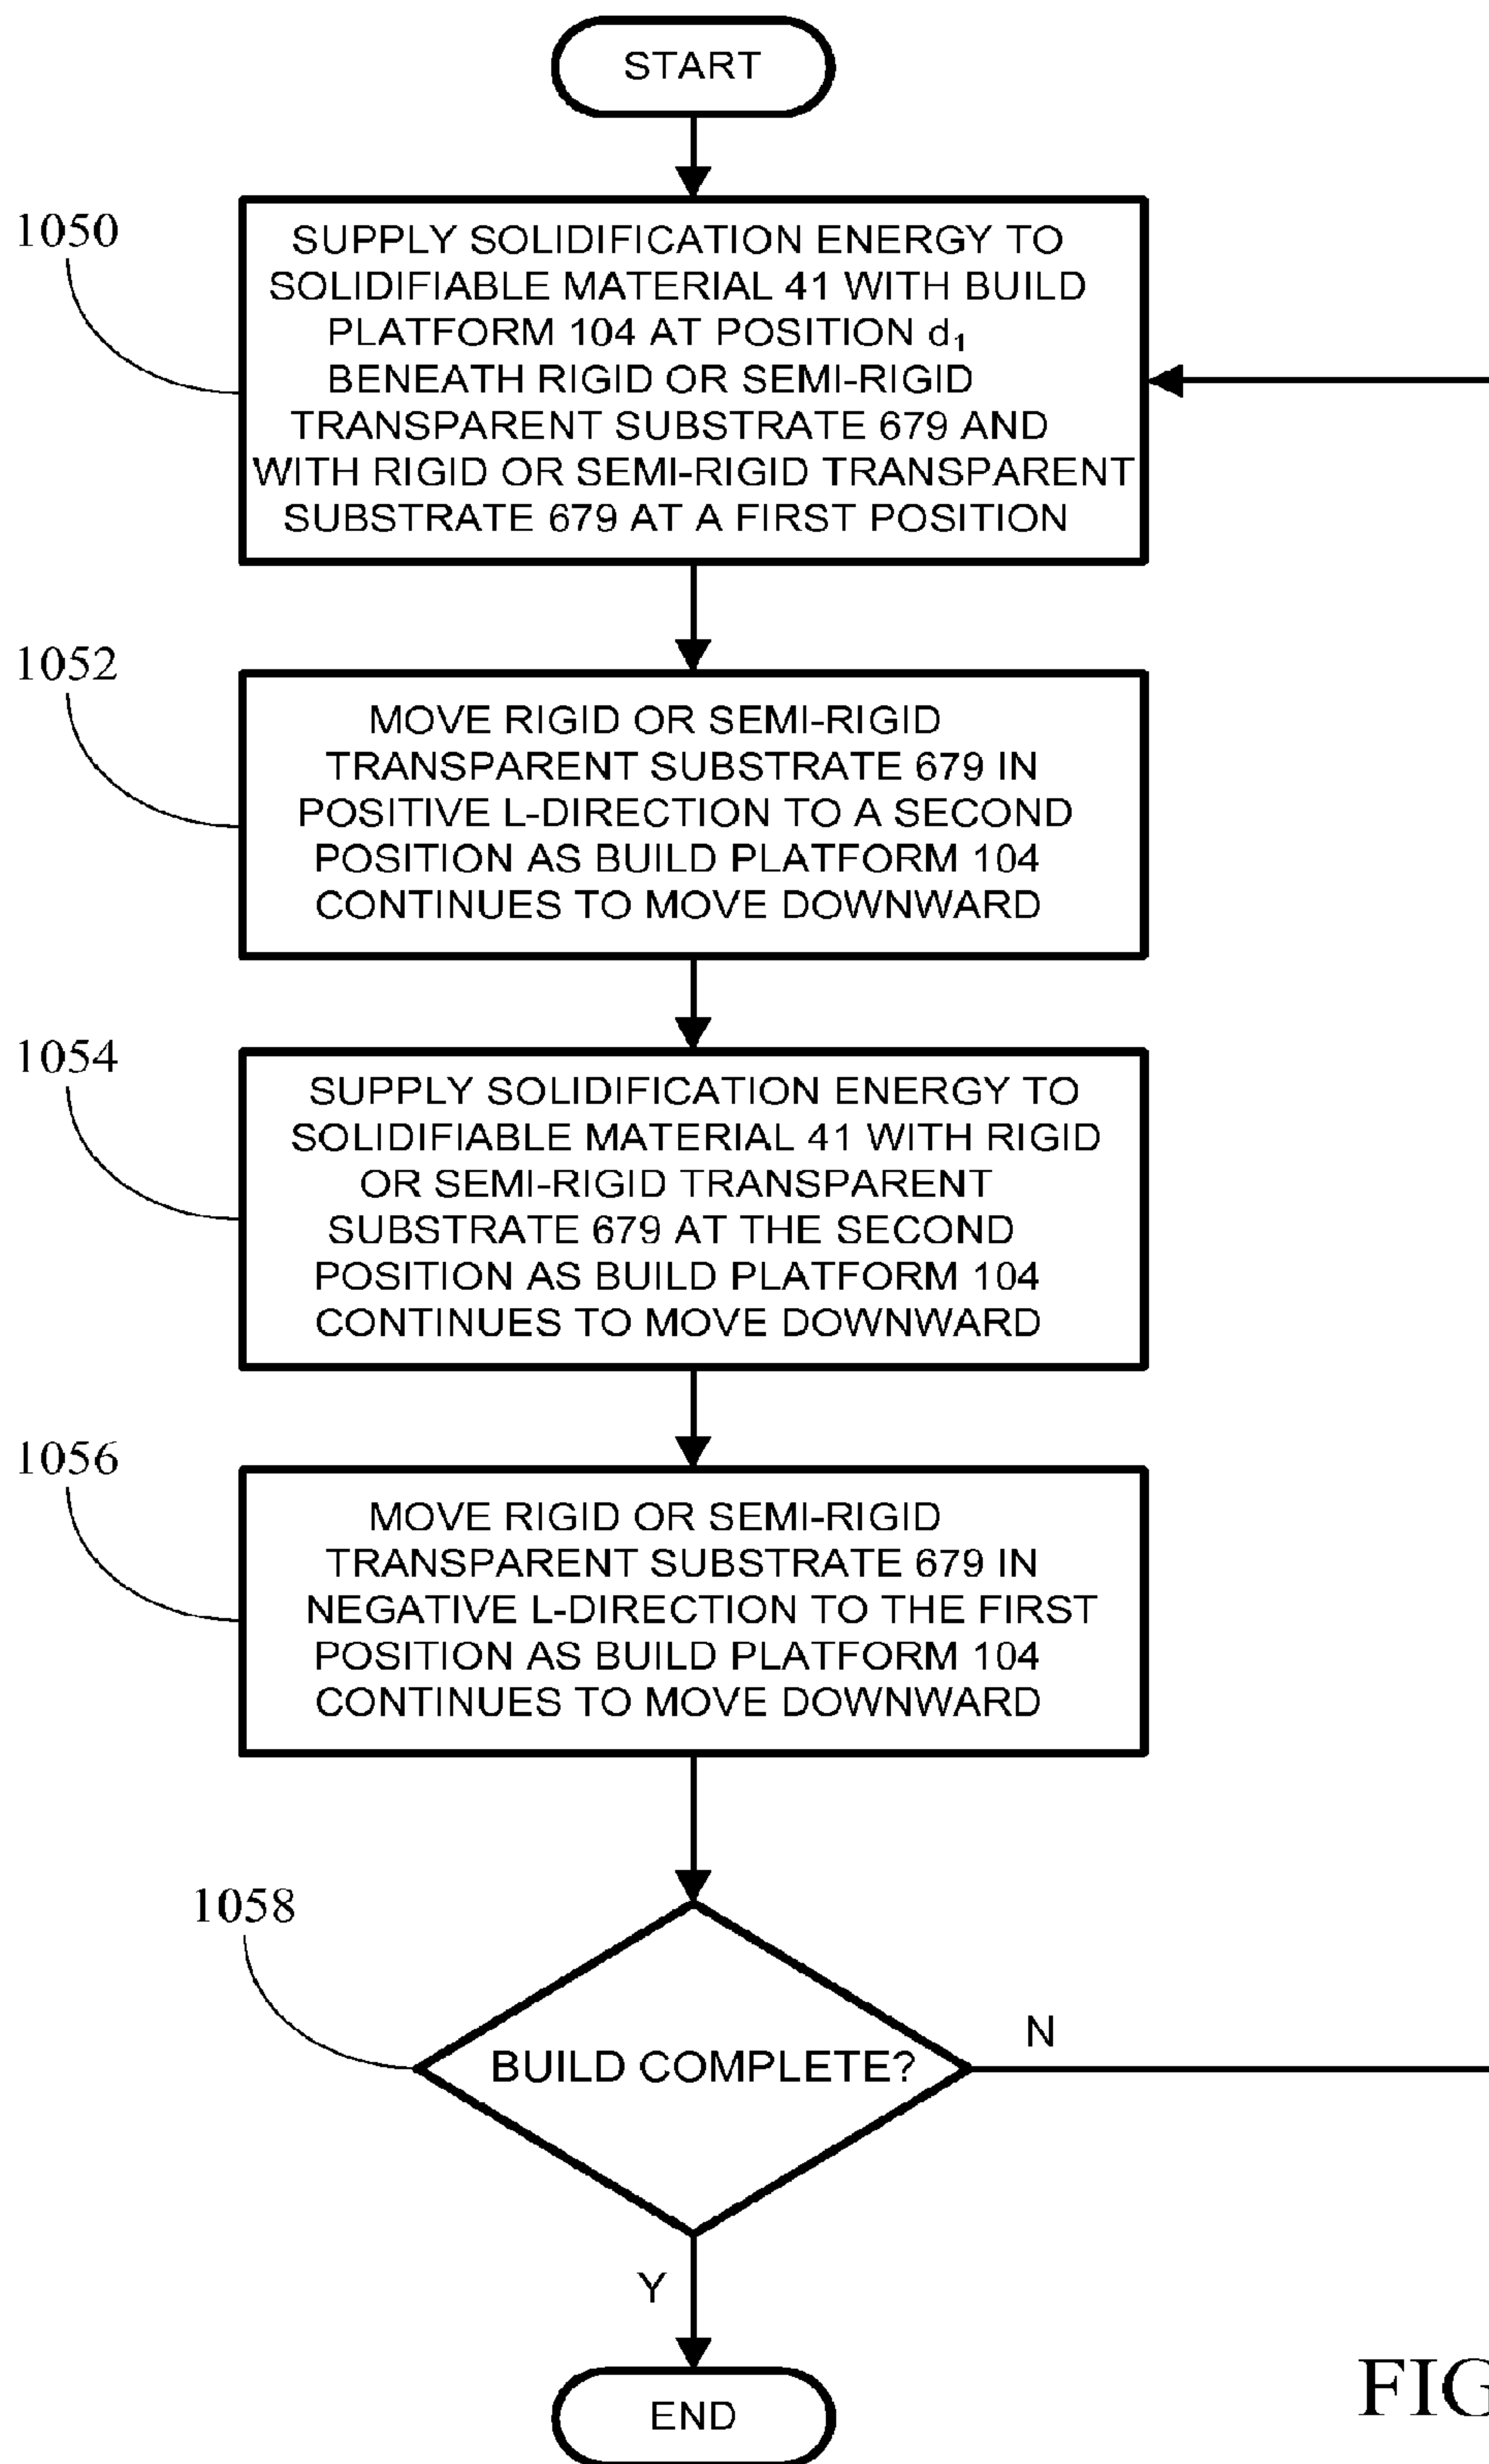 START
1050
SUPPLY SOLIDIFICATION ENERGY TO
SOLIDIFIABLE MATERIAL 41 WITH BUILD
PLATFORM 104 AT POSITION d₁
BENEATH RIGID OR SEMI-RIGID
TRANSPARENT SUBSTRATE 679 AND
WITH RIGID OR SEMI-RIGID TRANSPARENT
SUBSTRATE 679 AT A FIRST POSITION
1052
MOVE RIGID OR SEMI-RIGID
TRANSPARENT SUBSTRATE 679 IN
POSITIVE L-DIRECTION TO A SECOND
POSITION AS BUILD PLATFORM 104
CONTINUES TO MOVE DOWNWARD
1054
SUPPLY SOLIDIFICATION ENERGY TO
SOLIDIFIABLE MATERIAL 41 WITH RIGID
OR SEMI-RIGID TRANSPARENT
SUBSTRATE 679 AT THE SECOND
POSITION AS BUILD PLATFORM 104
CONTINUES TO MOVE DOWNWARD
1056
MOVE RIGID OR SEMI-RIGID
TRANSPARENT SUBSTRATE 679 IN
NEGATIVE L-DIRECTION TO THE FIRST
POSITION AS BUILD PLATFORM 104
CONTINUES TO MOVE DOWNWARD
1058
BUILD COMPLETE?
N
Y
END
FIG